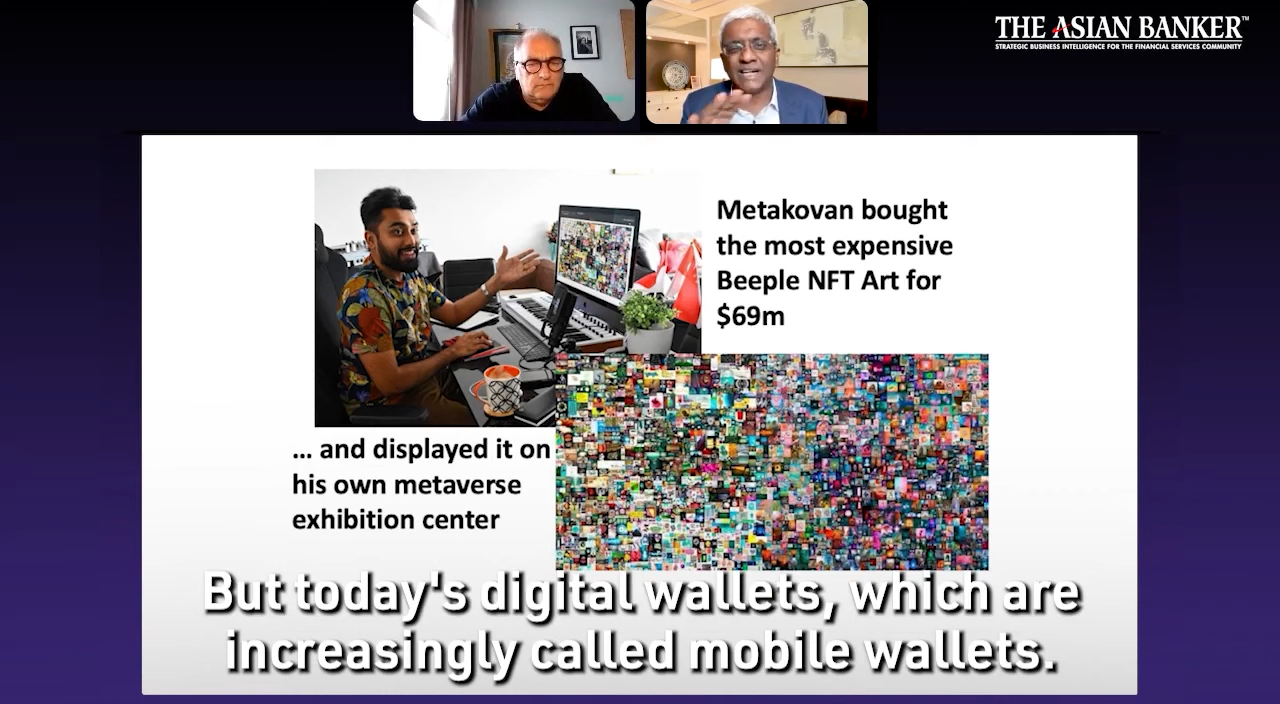 THE ASIAN BANKER™
STRATEGIC BUSINESS INTELLIGENCE FOR THE FINANCIAL SERVICES COMMUNITY
Metakovan bought
the most expensive
Beeple NFT Art for
$69m
... and displayed it on
his own metaverse
exhibition center
But today's digital wallets, which are
increasingly called mobile wallets.